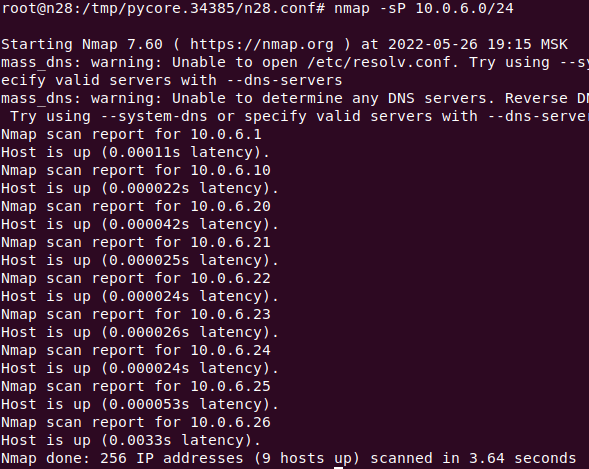 root@n28:/tmp/pycore.34385/n28.conf# nmap -sP 10.0.6.0/24
Starting Nmap 7.60 ( https://nmap.org ) at 2022-05-26 19:15 MSK
mass_dns: warning: Unable to open /etc/resolv.conf. Try using --sy
ecify valid servers with --dns-servers
mass_dns: warning: Unable to determine any DNS servers. Reverse DN
Try using --system-dns or specify valid servers with --dns-serve
Nmap scan report for 10.0.6.1
Host is up (0.00011s latency).
Nmap scan report for 10.0.6.10
Host is up (0.000022s latency).
Nmap scan report for 10.0.6.20
Host is up (0.000042s latency).
Nmap scan report for 10.0.6.21
Host is up (0.000025s latency).
Nmap scan report for 10.0.6.22
Host is up (0.000024s latency).
Nmap scan report for 10.0.6.23
Host is up (0.000026s latency).
Nmap scan report for 10.0.6.24
Host is up (0.000024s latency).
Nmap scan report for 10.0.6.25
Host is up (0.000053s latency).
Nmap scan report for 10.0.6.26
Host is up (0.0033s latency).
Nmap done: 256 IP addresses (9 hosts up) scanned in 3.64 seconds